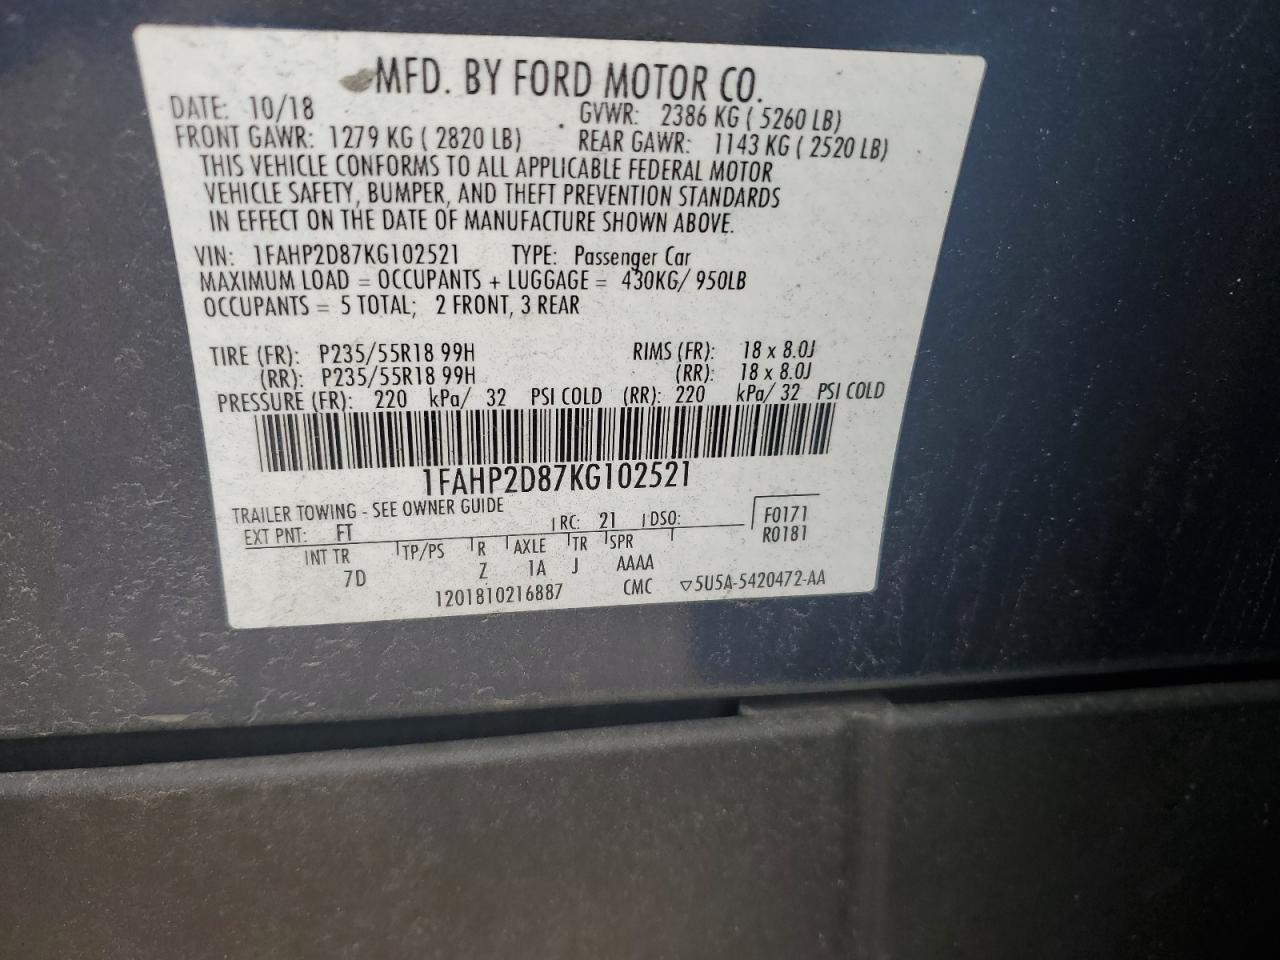 MFD. BY FORD MOTOR CO.
DATE: 10/18 GVWR: 2386 KG ( 5260 LB)
FRONT GAWR: 1279 KG ( 2820 LB) REAR GAWR: 1143 KG ( 2520 LB)
THIS VEHICLE CONFORMS TO ALL APPLICABLE FEDERAL MOTOR
VEHICLE SAFETY, BUMPER, AND THEFT PREVENTION STANDARDS
IN EFFECT ON THE DATE OF MANUFACTURE SHOWN ABOVE.
VIN: 1FAHP2D87KG102521 TYPE: Passenger Car
MAXIMUM LOAD = OCCUPANTS + LUGGAGE = 430KG/ 950LB
OCCUPANTS = 5 TOTAL; 2 FRONT, 3 REAR
TIRE (FR): P235/55R18 99H RIMS (FR): 18 x 8.0J
(RR): P235/55R18 99H (RR): 18 x 8.0J
PRESSURE (FR): 220 kPa/ 32 PSI COLD (RR): 220 kPa/ 32 PSI COLD
1FAHP2D87KG102521
TRAILER TOWING - SEE OWNER GUIDE
EXT PNT: FT RC: 21 DSO: F0171
R0181
INT TR TP/PS R AXLE TR SPR
7D Z 1A J AAAA
1201810216887 CMC ▽5U5A-5420472-AA